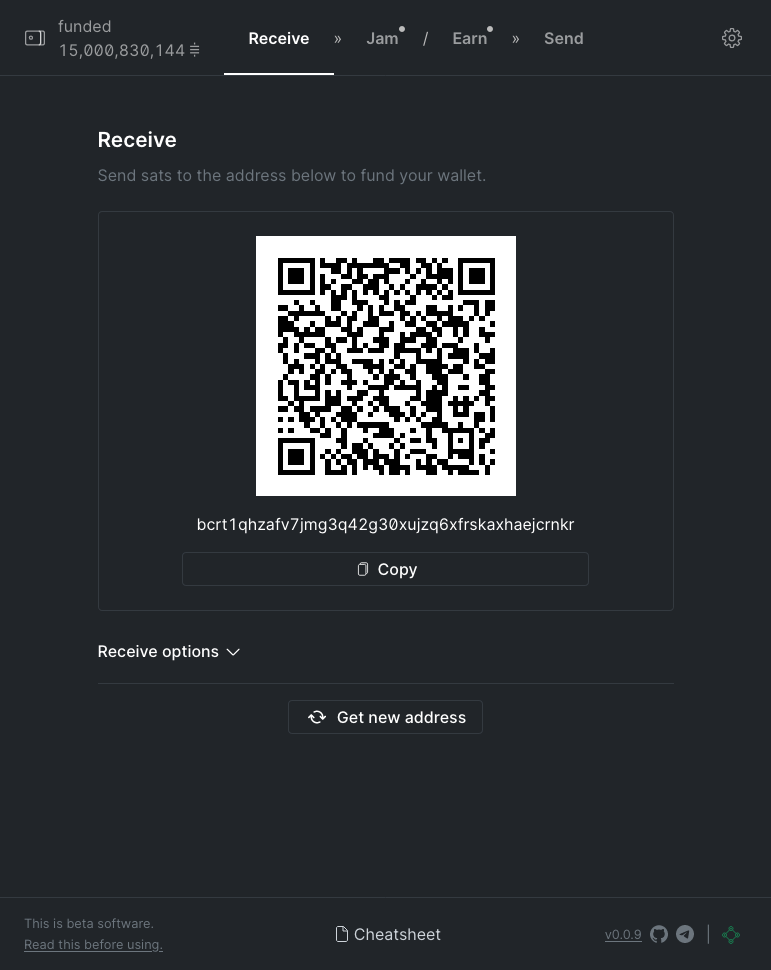 funded
15,000,830,144
Receive » Jam / Earn » Send
Receive
Send sats to the address below to fund your wallet.
bcrt1qhzafv7jmg3q42g30xujzq6xfrskaxhaejcrnkr
Copy
Receive options
Get new address
This is beta software.
Read this before using.
Cheatsheet
v0.0.9